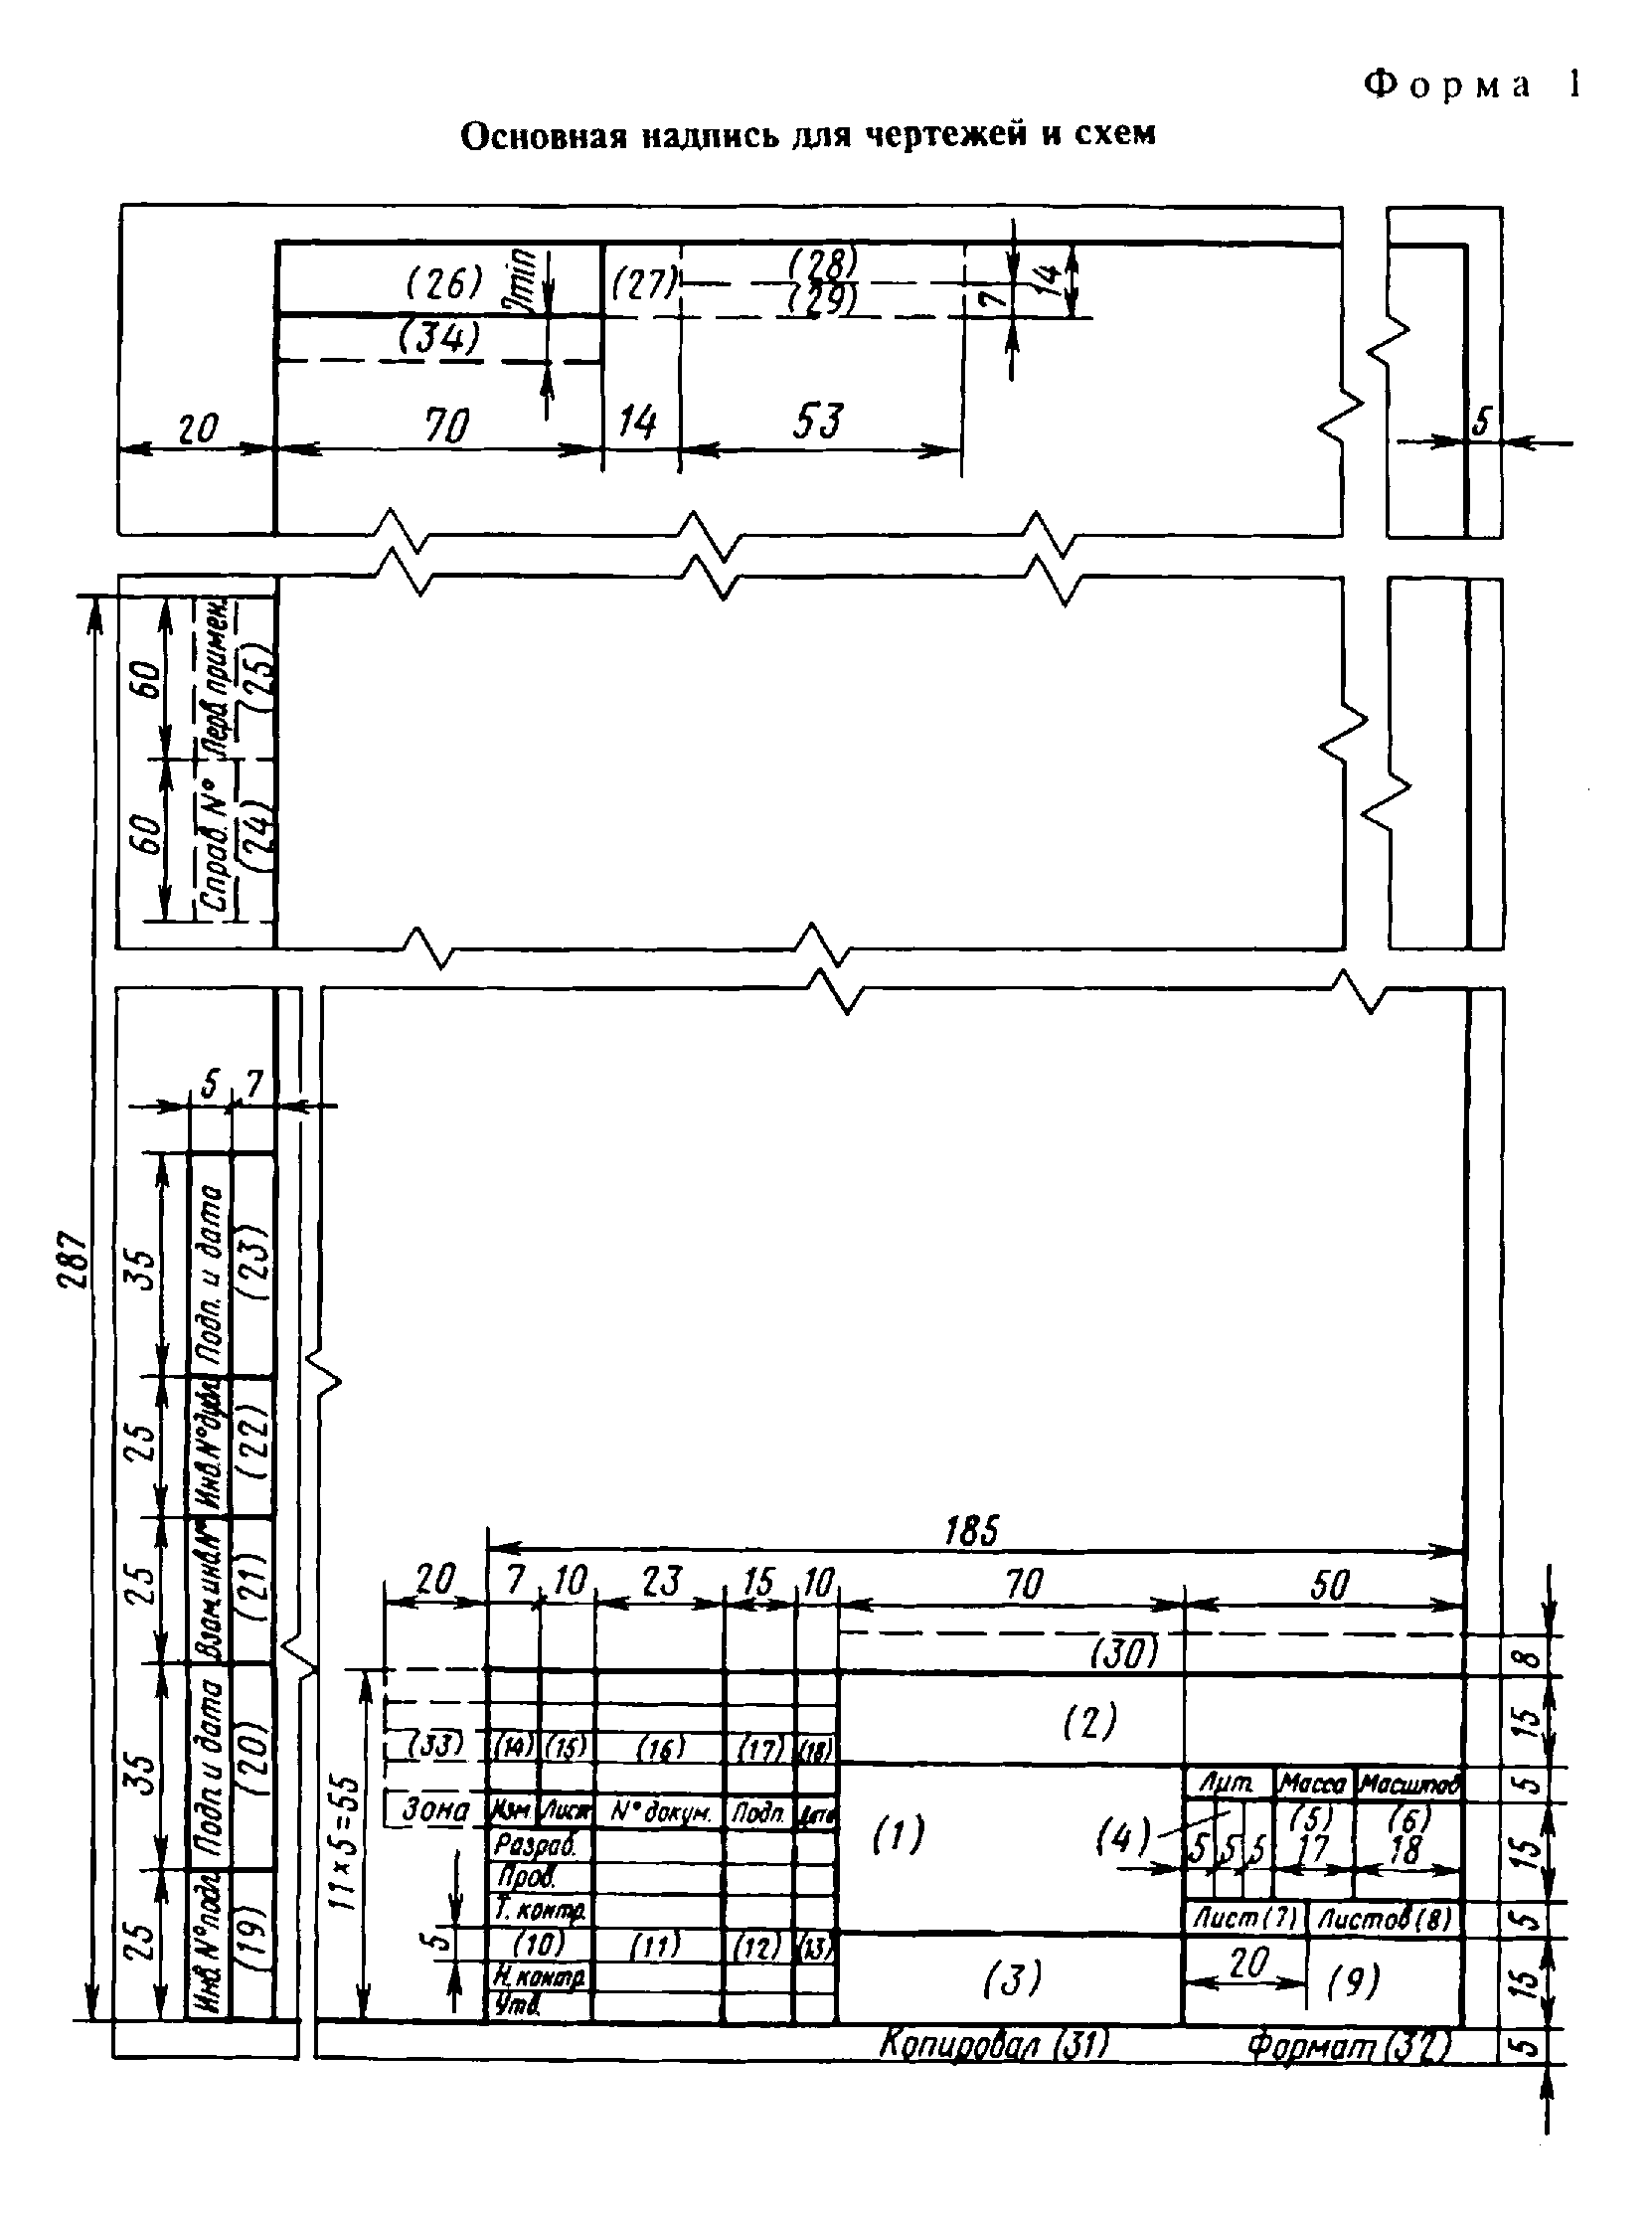 Форма 1
Основная надпись для чертежей и схем
(26)
7min
(27)
(28)
(29)
7
14
(34)
20
70
14
53
5
60
Перв. примен.
(25)
60
Справ. №
(24)
287
5
7
35
Подп. и дата
(23)
25
Инв. № дубл.
(22)
25
Взам. инв. №
(21)
35
Подп. и дата
(20)
25
Инв. № подл.
(19)
185
20
7
10
23
15
10
70
50
(30)
8
(2)
15
(33)
(14)
(15)
(16)
(17)
(18)
11×5=55
Лит.
Масса
Масштаб
5
Зона
Изм.
Лист
№ докум.
Подп.
Дата
(1)
(4)
(5)
(6)
5
5
5
17
18
15
Разраб.
Пров.
Т. контр.
Лист (7)
Листов (8)
5
5
(10)
(11)
(12)
(13)
(3)
20
(9)
15
Н. контр.
Утв.
Копировал (31)
Формат (32)
5